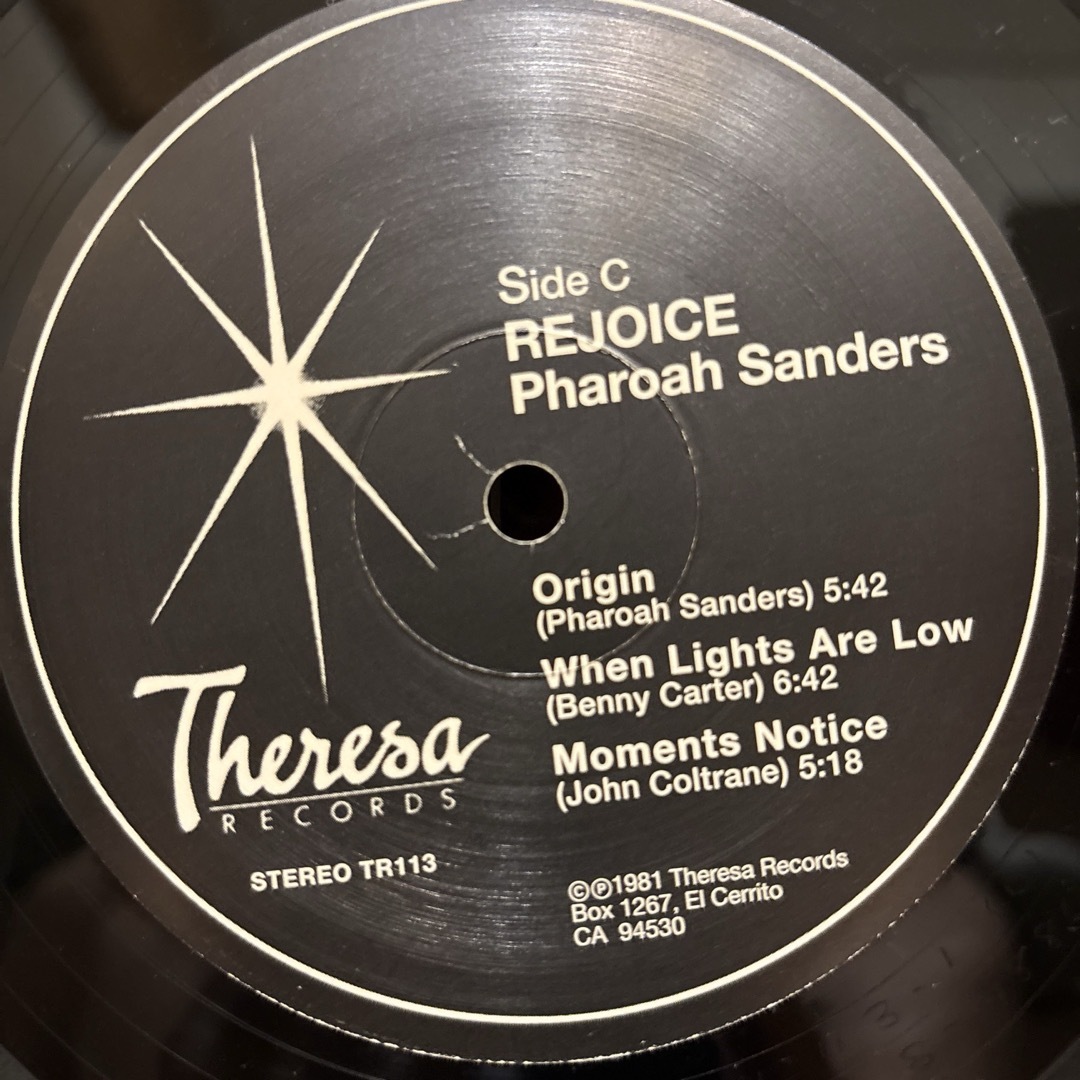 Side C
REJOICE
Pharoah Sanders
Origin
(Pharoah Sanders) 5:42
When Lights Are Low
(Benny Carter) 6:42
Moments Notice
(John Coltrane) 5:18
Theresa
RECORDS
STEREO TR113
©℗1981 Theresa Records
Box 1267, El Cerrito
CA 94530